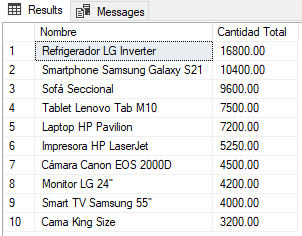 Results Messages
Nombre Cantidad Total
1 Refrigerador LG Inverter 16800.00
2 Smartphone Samsung Galaxy S21 10400.00
3 Sofá Seccional 9600.00
4 Tablet Lenovo Tab M10 7500.00
5 Laptop HP Pavilion 7200.00
6 Impresora HP LaserJet 5250.00
7 Cámara Canon EOS 2000D 4500.00
8 Monitor LG 24" 4200.00
9 Smart TV Samsung 55" 4000.00
10 Cama King Size 3200.00